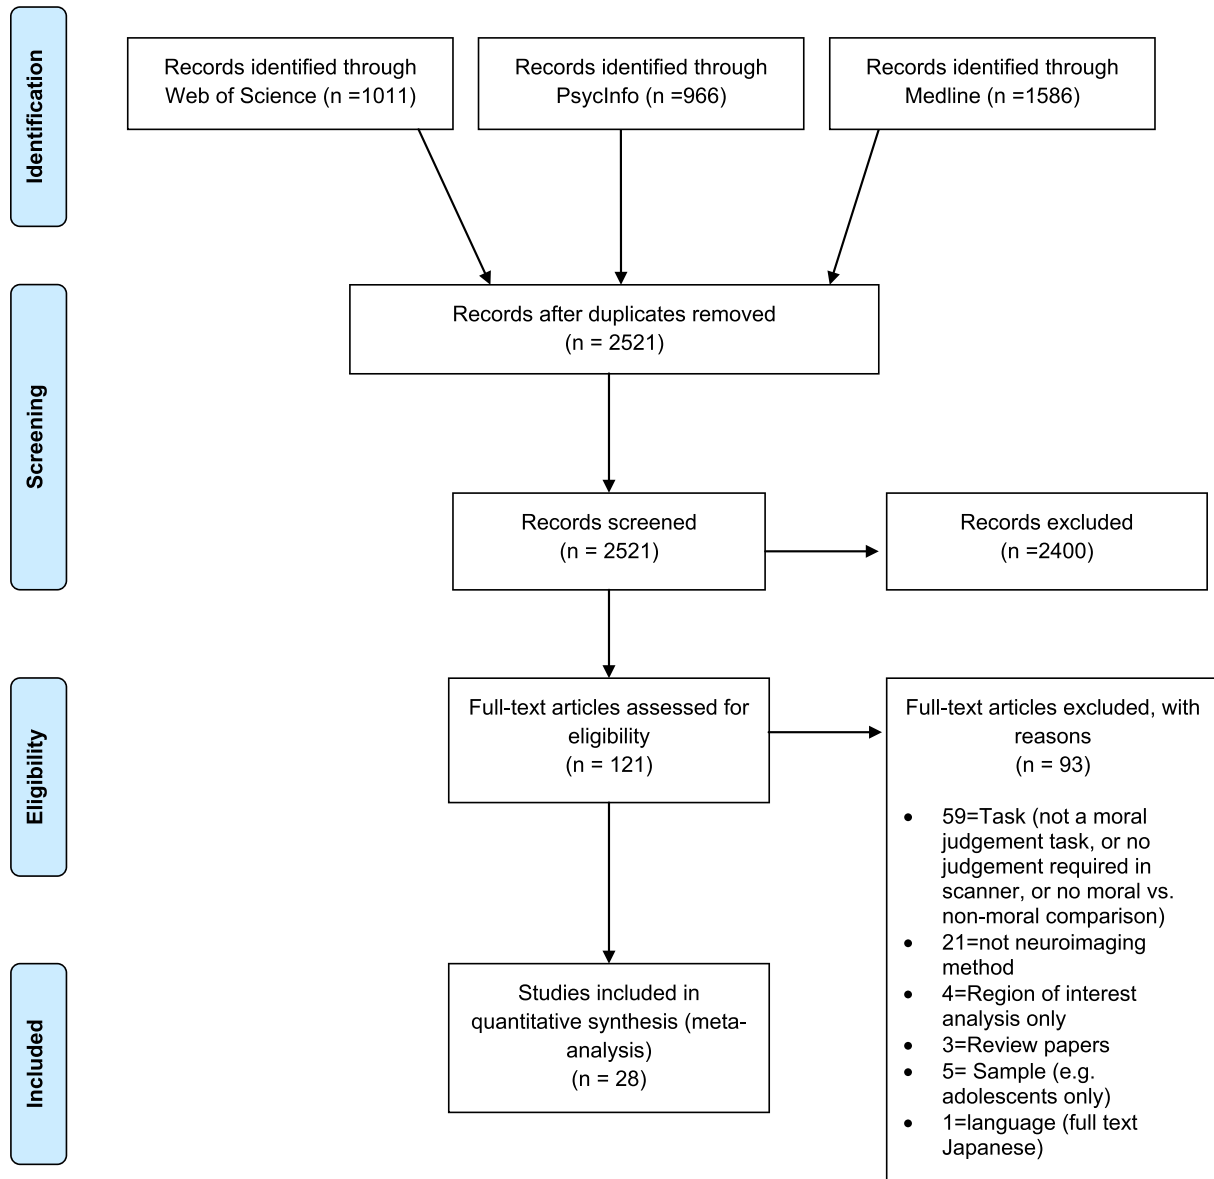 Identification
Records identified through
Web of Science (n =1011)
Records identified through
PsycInfo (n =966)
Records identified through
Medline (n =1586)
Screening
Records after duplicates removed
(n = 2521)
Records screened
(n = 2521)
Records excluded
(n =2400)
Eligibility
Full-text articles assessed for
eligibility
(n = 121)
Full-text articles excluded, with
reasons
(n = 93)
• 59=Task (not a moral
judgement task, or no
judgement required in
scanner, or no moral vs.
non-moral comparison)
• 21=not neuroimaging
method
• 4=Region of interest
analysis only
• 3=Review papers
• 5= Sample (e.g.
adolescents only)
• 1=language (full text
Japanese)
Included
Studies included in
quantitative synthesis (meta-
analysis)
(n = 28)